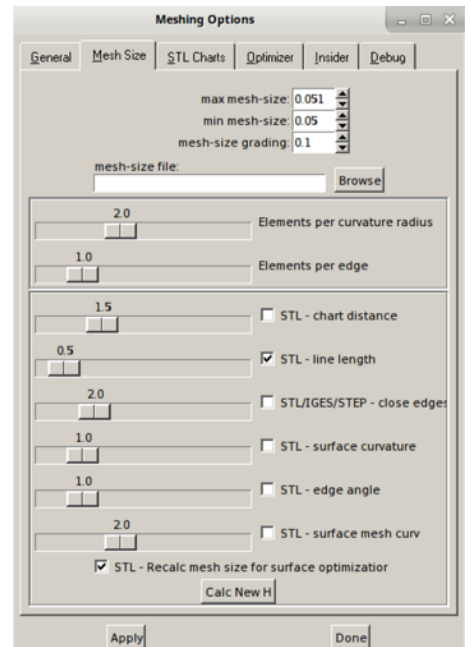 Meshing Options
General Mesh Size STL Charts Optimizer Insider Debug
max mesh-size: 0.051
min mesh-size: 0.05
mesh-size grading: 0.1
mesh-size file:
Browse
2.0
Elements per curvature radius
1.0
Elements per edge
1.5
STL - chart distance
0.5
STL - line length
2.0
STL/IGES/STEP - close edges
1.0
STL - surface curvature
1.0
STL - edge angle
2.0
STL - surface mesh curv
STL - Recalc mesh size for surface optimization
Calc New H
Apply Done